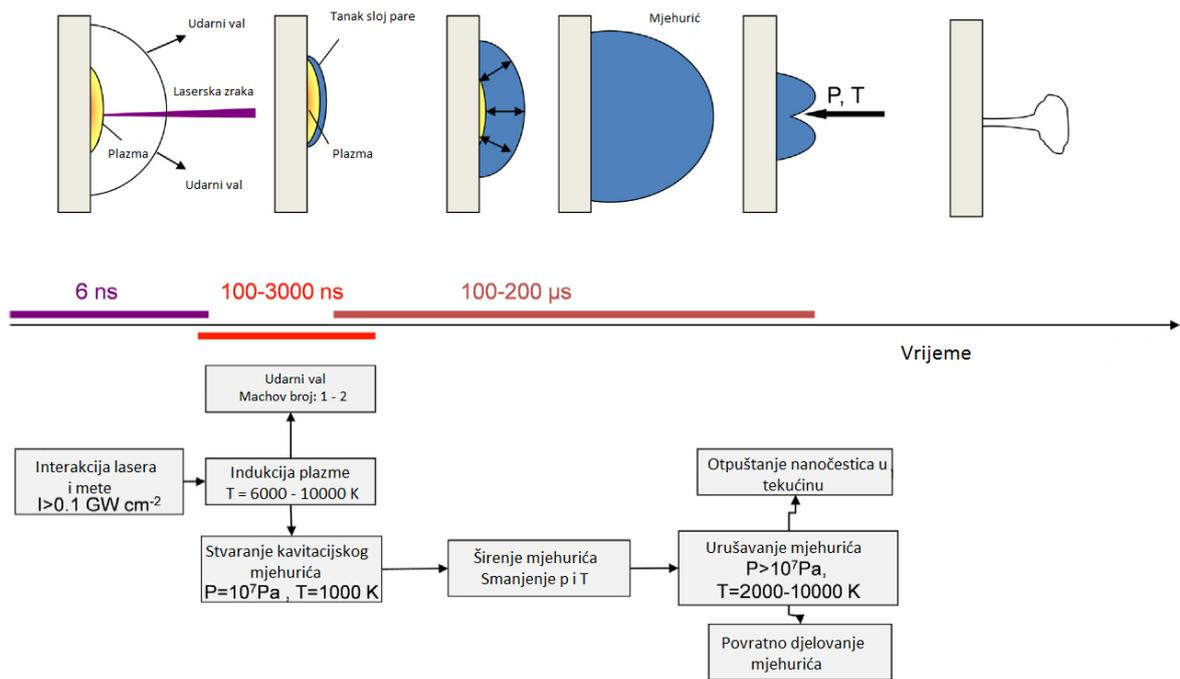 Udarni val
Laserska zraka
Plazma
Udarni val
Tanak sloj pare
Plazma
Mjehurić
P, T
6 ns
100-3000 ns
100-200 µs
Vrijeme
Udarni val
Machov broj: 1 - 2
Interakcija lasera
i mete
I>0.1 GW cm⁻²
Indukcija plazme
T = 6000 - 10000 K
Stvaranje kavitacijskog
mjehurića
P=10⁷Pa , T=1000 K
Širenje mjehurića
Smanjenje p i T
Otpuštanje nanočestica u
tekućinu
Urušavanje mjehurića
P>10⁷Pa,
T=2000-10000 K
Povratno djelovanje
mjehurića